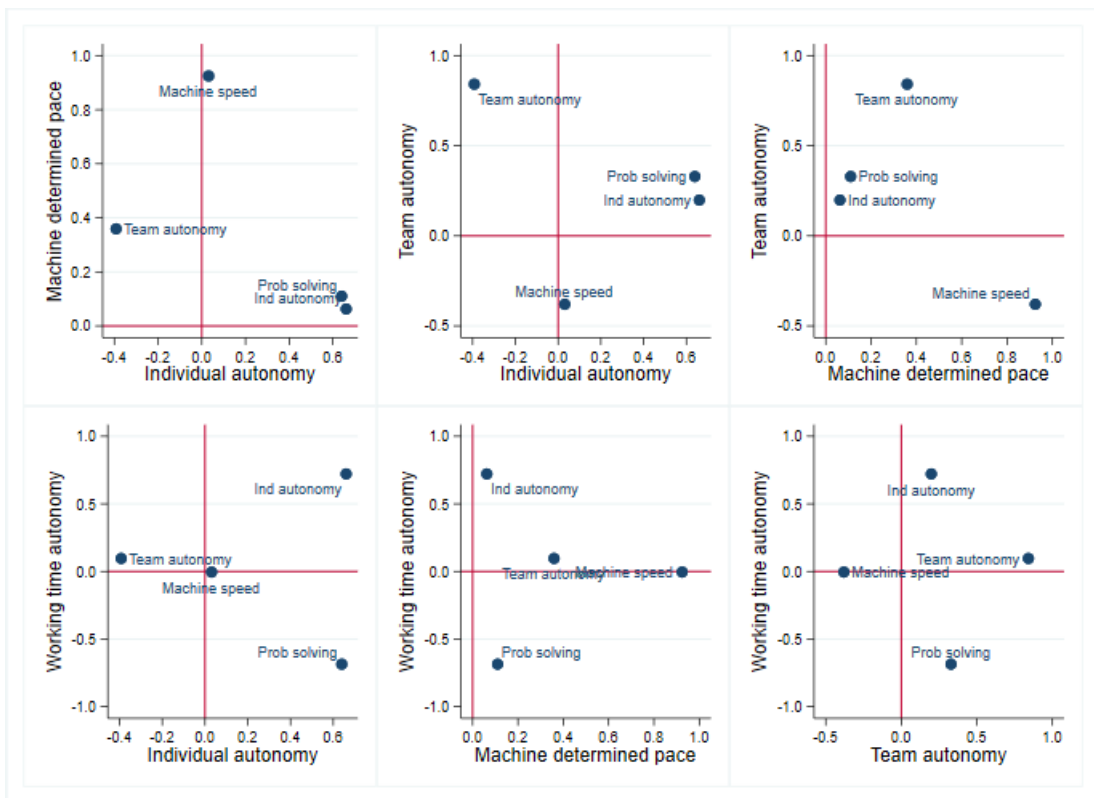 Machine determined pace
1.0
0.8
0.6
0.4
0.2
0.0
Machine speed
Team autonomy
Prob solving
Ind autonomy
-0.4 -0.2 0.0 0.2 0.4 0.6
Individual autonomy
Team autonomy
1.0
0.5
0.0
-0.5
Team autonomy
Prob solving
Ind autonomy
Machine speed
-0.4 -0.2 0.0 0.2 0.4 0.6
Individual autonomy
Team autonomy
1.0
0.5
0.0
-0.5
Team autonomy
Prob solving
Ind autonomy
Machine speed
0.0 0.2 0.4 0.6 0.8 1.0
Machine determined pace
Working time autonomy
1.0
0.5
0.0
-0.5
-1.0
Ind autonomy
Team autonomy
Machine speed
Prob solving
-0.4 -0.2 0.0 0.2 0.4 0.6
Individual autonomy
Working time autonomy
1.0
0.5
0.0
-0.5
-1.0
Ind autonomy
Team autonomy
Machine speed
Prob solving
0.0 0.2 0.4 0.6 0.8 1.0
Machine determined pace
Working time autonomy
1.0
0.5
0.0
-0.5
-1.0
Ind autonomy
Team autonomy
Machine speed
Prob solving
-0.5 0.0 0.5 1.0
Team autonomy